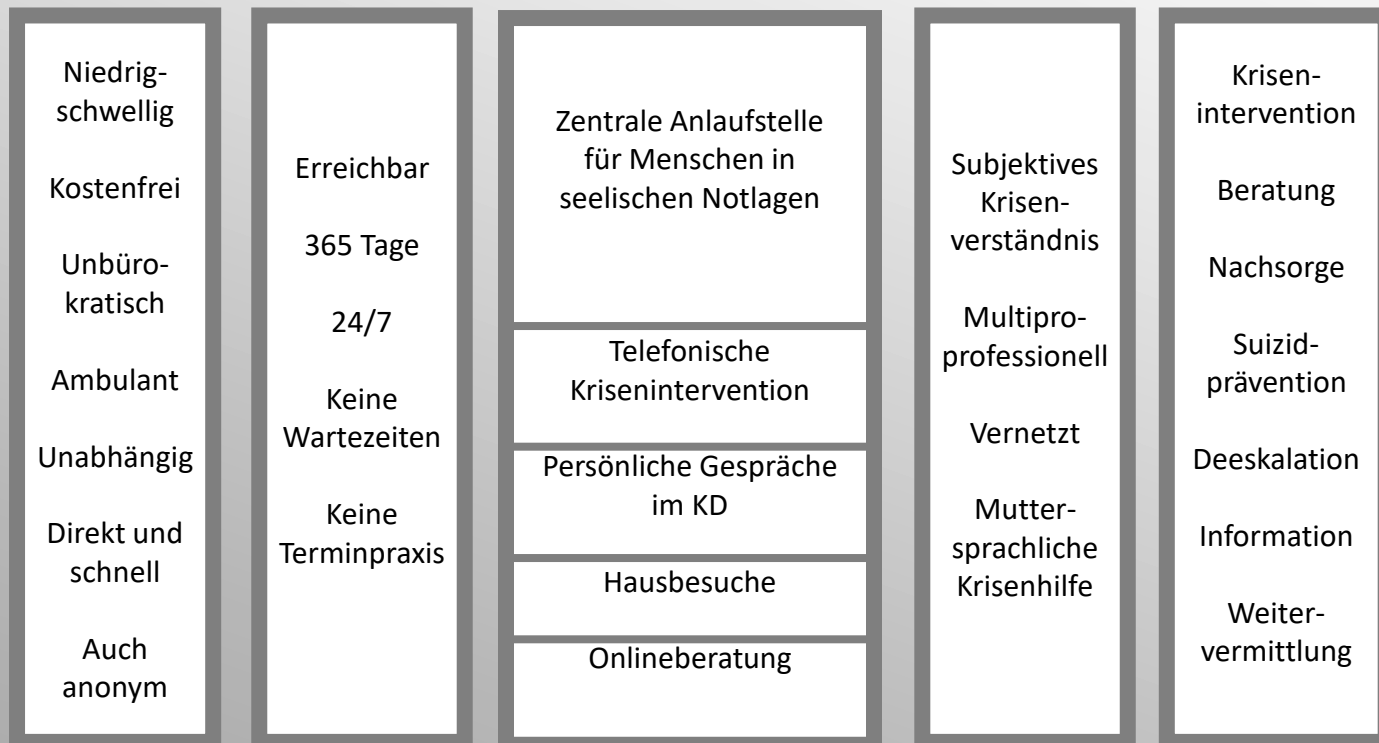 Niedrig-
schwellig
Kostenfrei
Unbüro-
kratisch
Ambulant
Unabhängig
Direkt und
schnell
Auch
anonym
Erreichbar
365 Tage
24/7
Keine
Wartezeiten
Keine
Terminpraxis
Zentrale Anlaufstelle
für Menschen in
seelischen Notlagen
Telefonische
Krisenintervention
Persönliche Gespräche
im KD
Hausbesuche
Onlineberatung
Subjektives
Krisen-
verständnis
Multipro-
professionell
Vernetzt
Mutter-
sprachliche
Krisenhilfe
Krisen-
intervention
Beratung
Nachsorge
Suizid-
prävention
Deeskalation
Information
Weiter-
vermittlung